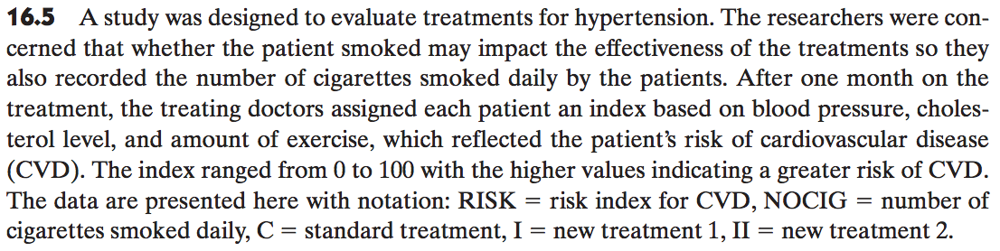 16.5 A study was designed to evaluate treatments for hypertension. The researchers were con-
cerned that whether the patient smoked may impact the effectiveness of the treatments so they
also recorded the number of cigarettes smoked daily by the patients. After one month on the
treatment, the treating doctors assigned each patient an index based on blood pressure, choles-
terol level, and amount of exercise, which reflected the patient’s risk of cardiovascular disease
(CVD). The index ranged from 0 to 100 with the higher values indicating a greater risk of CVD.
The data are presented here with notation: RISK = risk index for CVD, NOCIG = number of
cigarettes smoked daily, C = standard treatment, I = new treatment 1, II = new treatment 2.